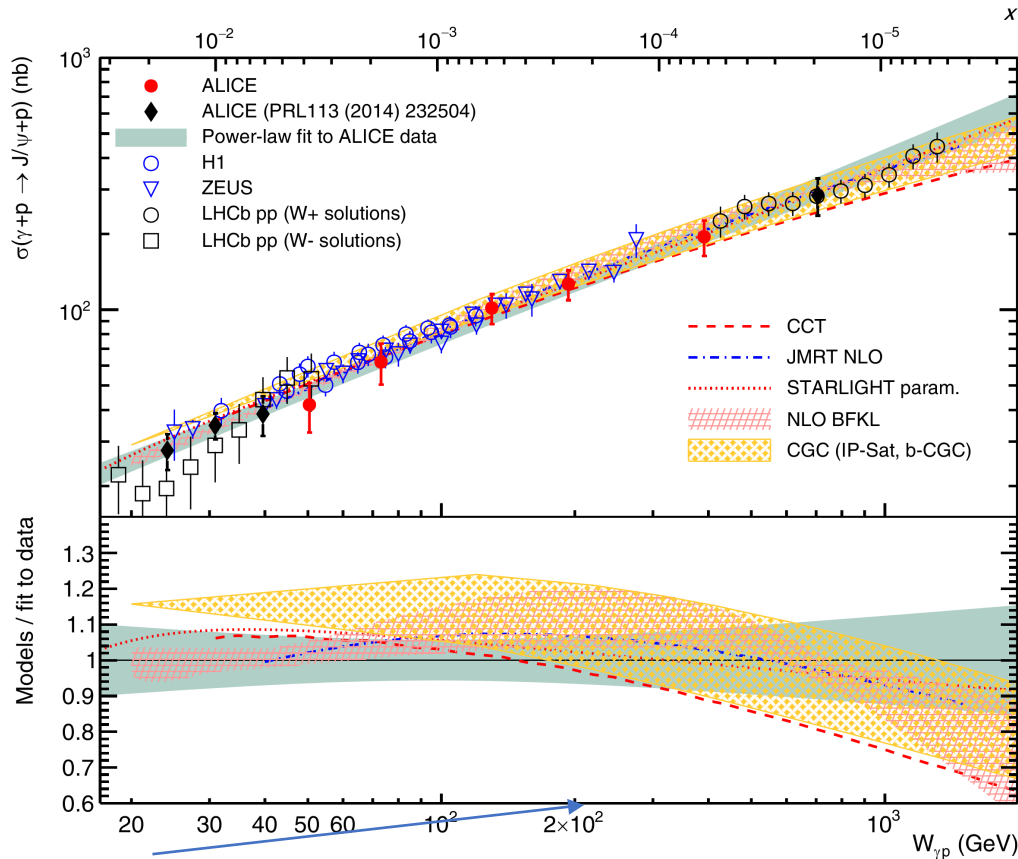 x
10⁻² 10⁻³ 10⁻⁴ 10⁻⁵
σ(γ+p → J/ψ+p) (nb)
10³
10²
ALICE
ALICE (PRL113 (2014) 232504)
Power-law fit to ALICE data
H1
ZEUS
LHCb pp (W+ solutions)
LHCb pp (W- solutions)
CCT
JMRT NLO
STARLIGHT param.
NLO BFKL
CGC (IP-Sat, b-CGC)
Models / fit to data
1.3
1.2
1.1
1
0.9
0.8
0.7
0.6
20 30 40 50 60 10² 2×10² 10³
W_γp (GeV)